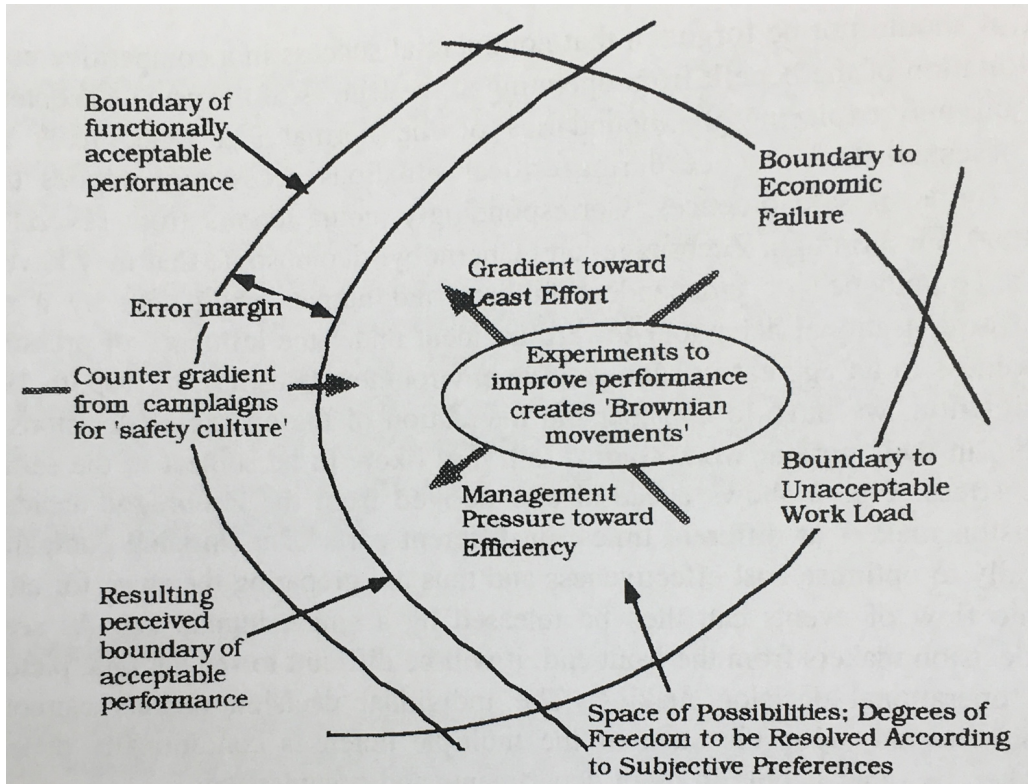 Boundary of
functionally
acceptable
performance
Boundary to
Economic
Failure
Gradient toward
Least Effort
Error margin
Experiments to
improve performance
creates 'Brownian
movements'
Counter gradient
from camplaigns
for 'safety culture'
Management
Pressure toward
Efficiency
Boundary to
Unacceptable
Work Load
Resulting
perceived
boundary of
acceptable
performance
Space of Possibilities; Degrees of
Freedom to be Resolved According
to Subjective Preferences